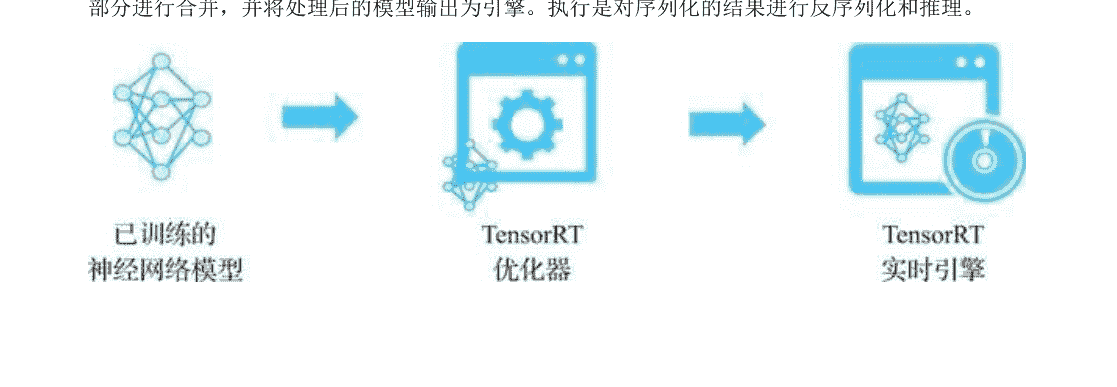 部分进行合并，并将处理后的模型输出为引擎。执行是对序列化的结果进行反序列化和推理。
已训练的
神经网络模型
TensorRT
优化器
TensorRT
实时引擎